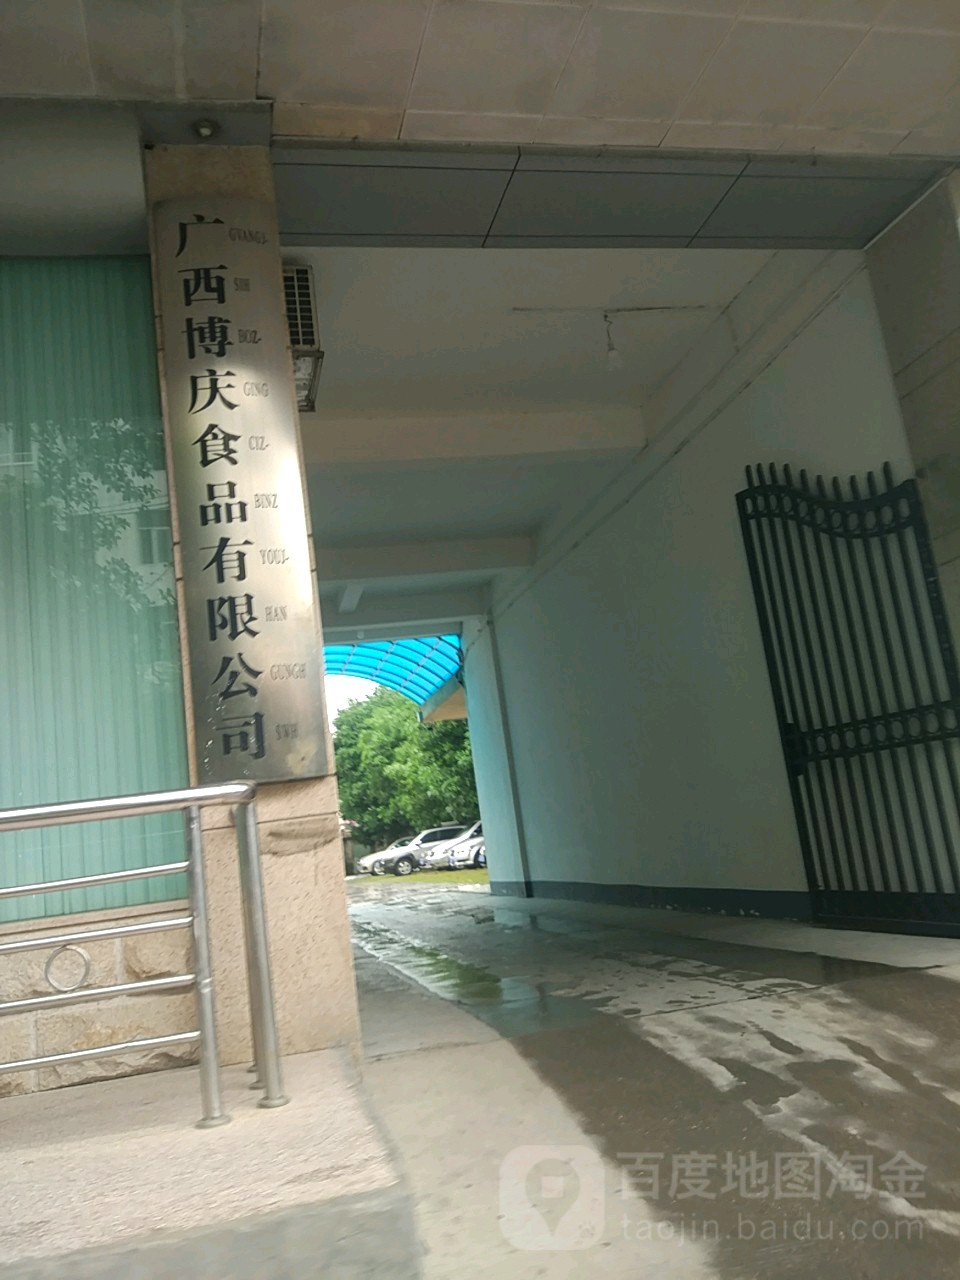 广西博庆食品有限公司
GVANGJ-
SIH
BOZ-
GING
CIZ-
BINJ
YOUJ-
HAN
GUNGH
SWH
百度地图淘金
taojin.baidu.com